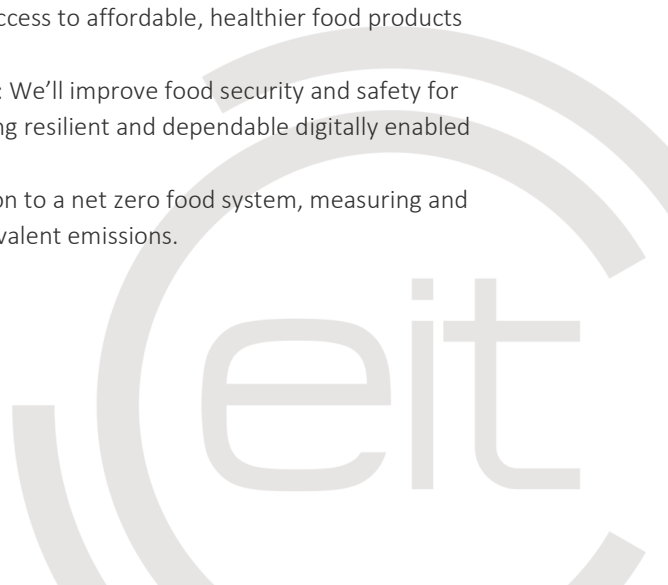 ccess to affordable, healthier food products
: We’ll improve food security and safety for
ng resilient and dependable digitally enabled
on to a net zero food system, measuring and
valent emissions.
eit